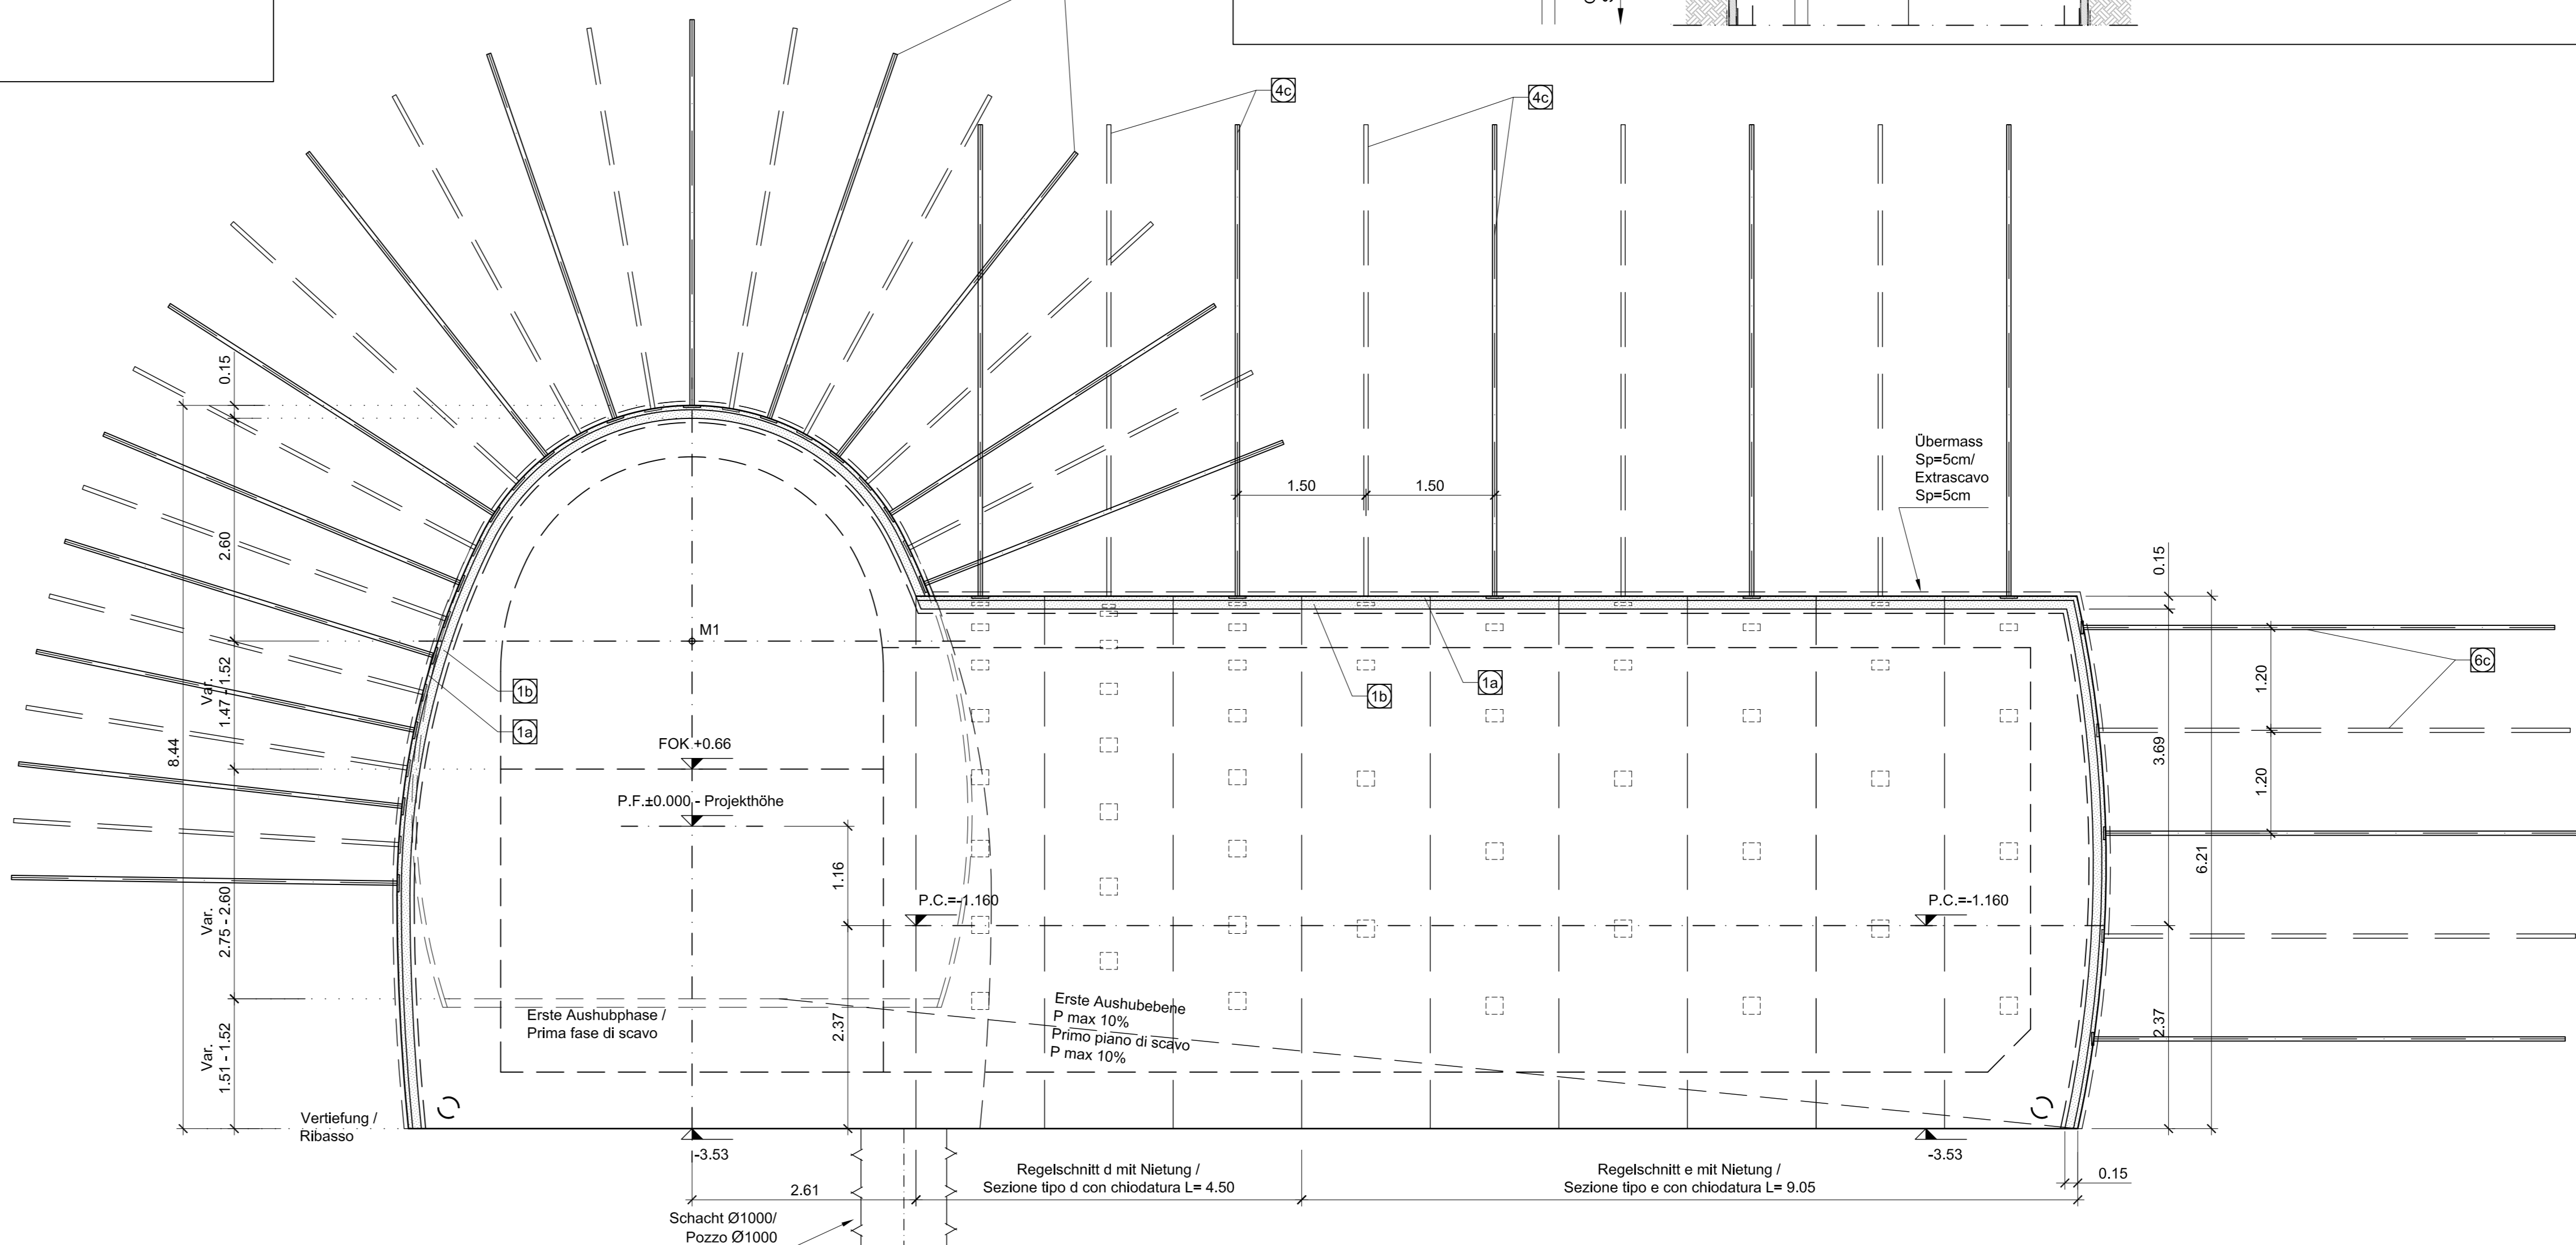 4c
4c
Übermass
Sp=5cm/
Extrascavo
Sp=5cm
0.15
2.60
Var.
1.47 - 1.52
8.44
Var.
2.75 - 2.60
Var.
1.51 - 1.52
1.50
1.50
0.15
1.20
1.20
3.69
6.21
2.37
6c
M1
1b
1a
1b
1a
FOK +0.66
P.F.±0.000 - Projekthöhe
1.16
P.C.=-1.160
P.C.=-1.160
Erste Aushubphase /
Prima fase di scavo
2.37
Erste Aushubebene
P max 10%
Primo piano di scavo
P max 10%
Vertiefung /
Ribasso
-3.53
-3.53
2.61
Regelschnitt d mit Nietung /
Sezione tipo d con chiodatura L= 4.50
Regelschnitt e mit Nietung /
Sezione tipo e con chiodatura L= 9.05
0.15
Schacht Ø1000/
Pozzo Ø1000